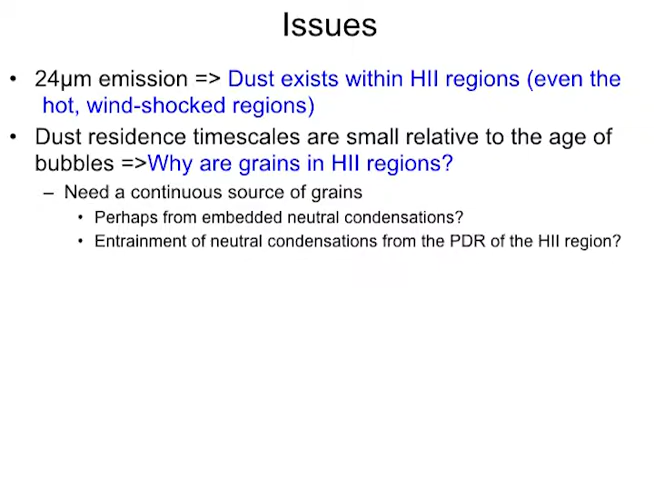 Issues
• 24μm emission => Dust exists within HII regions (even the
hot, wind-shocked regions)
• Dust residence timescales are small relative to the age of
bubbles =>Why are grains in HII regions?
– Need a continuous source of grains
• Perhaps from embedded neutral condensations?
• Entrainment of neutral condensations from the PDR of the HII region?